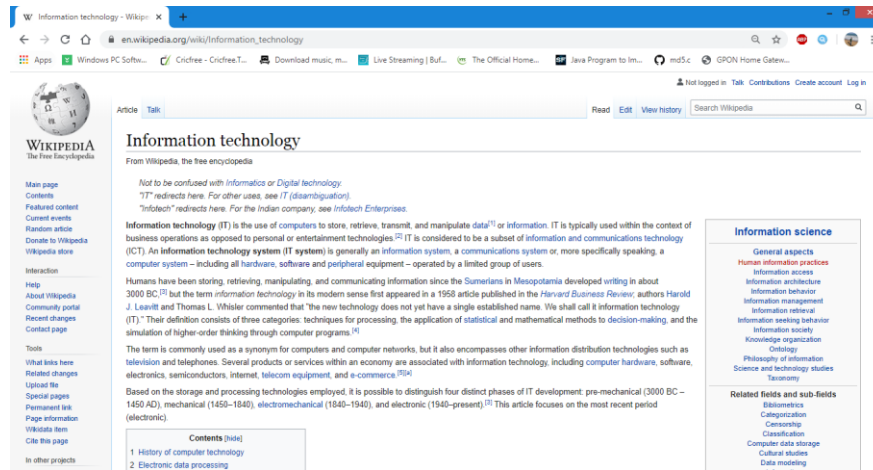 Information technology - Wikipe
en.wikipedia.org/wiki/Information_technology
Apps
Windows PC Softw...
Cricfree - Cricfree.T...
Download music, m...
Live Streaming | Buf...
The Official Home...
Java Program to Im...
md5.c
GPON Home Gatew...
Not logged in Talk Contributions Create account Log in
Article Talk
Read Edit View history
Search Wikipedia
WIKIPEDIA
The Free Encyclopedia
Main page
Contents
Featured content
Current events
Random article
Donate to Wikipedia
Wikipedia store
Interaction
Help
About Wikipedia
Community portal
Recent changes
Contact page
Tools
What links here
Related changes
Upload file
Special pages
Permanent link
Page information
Wikidata item
Cite this page
In other projects
Information technology
From Wikipedia, the free encyclopedia
Not to be confused with Informatics or Digital technology.
"IT" redirects here. For other uses, see IT (disambiguation).
"Infotech" redirects here. For the Indian company, see Infotech Enterprises.
Information technology (IT) is the use of computers to store, retrieve, transmit, and manipulate data[1] or information. IT is typically used within the context of
business operations as opposed to personal or entertainment technologies.[2] IT is considered to be a subset of information and communications technology
(ICT). An information technology system (IT system) is generally an information system, a communications system or, more specifically speaking, a
computer system – including all hardware, software and peripheral equipment – operated by a limited group of users.
Humans have been storing, retrieving, manipulating, and communicating information since the Sumerians in Mesopotamia developed writing in about
3000 BC,[3] but the term information technology in its modern sense first appeared in a 1958 article published in the Harvard Business Review; authors Harold
J. Leavitt and Thomas L. Whisler commented that "the new technology does not yet have a single established name. We shall call it information technology
(IT)." Their definition consists of three categories: techniques for processing, the application of statistical and mathematical methods to decision-making, and the
simulation of higher-order thinking through computer programs.[4]
The term is commonly used as a synonym for computers and computer networks, but it also encompasses other information distribution technologies such as
television and telephones. Several products or services within an economy are associated with information technology, including computer hardware, software,
electronics, semiconductors, internet, telecom equipment, and e-commerce.[5][a]
Based on the storage and processing technologies employed, it is possible to distinguish four distinct phases of IT development: pre-mechanical (3000 BC –
1450 AD), mechanical (1450–1840), electromechanical (1840–1940), and electronic (1940–present).[3] This article focuses on the most recent period
(electronic).
Contents [hide]
1 History of computer technology
2 Electronic data processing
Information science
General aspects
Human information practices
Information access
Information architecture
Information behavior
Information management
Information retrieval
Information seeking behavior
Information society
Knowledge organization
Ontology
Philosophy of information
Science and technology studies
Taxonomy
Related fields and sub-fields
Bibliometrics
Categorization
Censorship
Classification
Computer data storage
Cultural studies
Data modeling